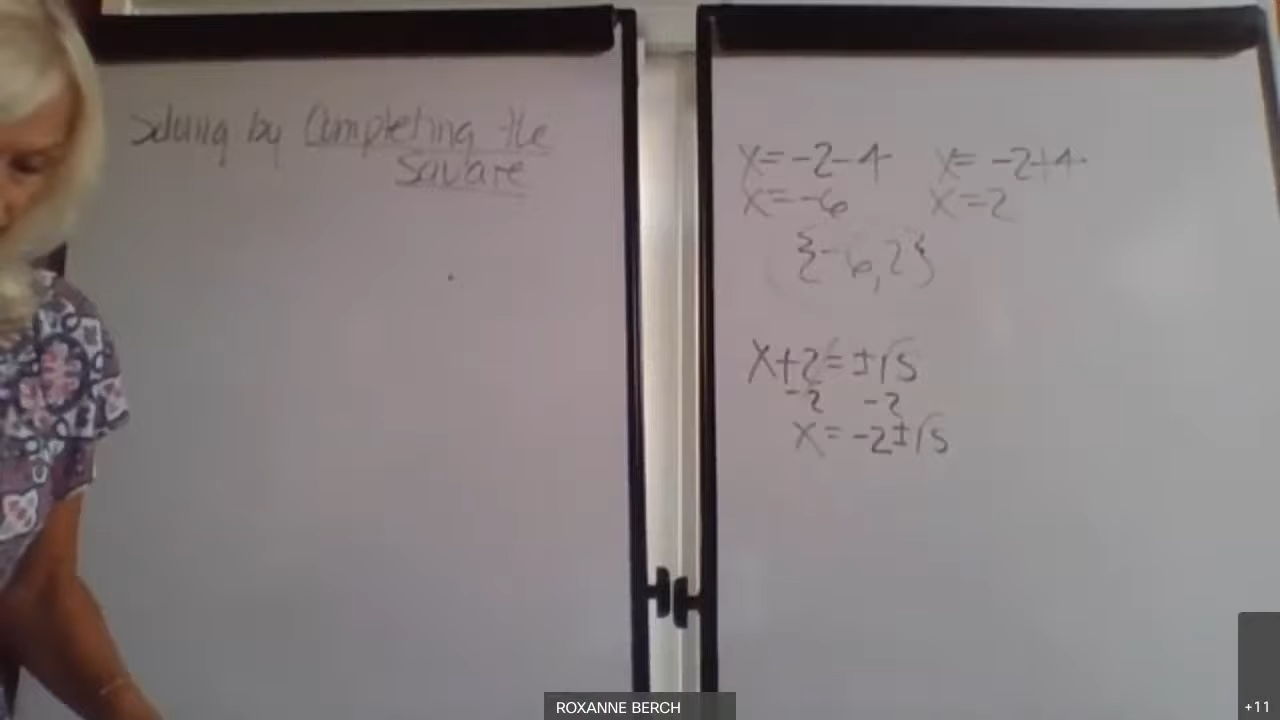 Solving by Completing the
Square
x=-2-4 x=-2+4
x=-6 x=2
{-6,2}
x+2=±√5
-2 -2
x=-2±√5
ROXANNE BERCH
+11